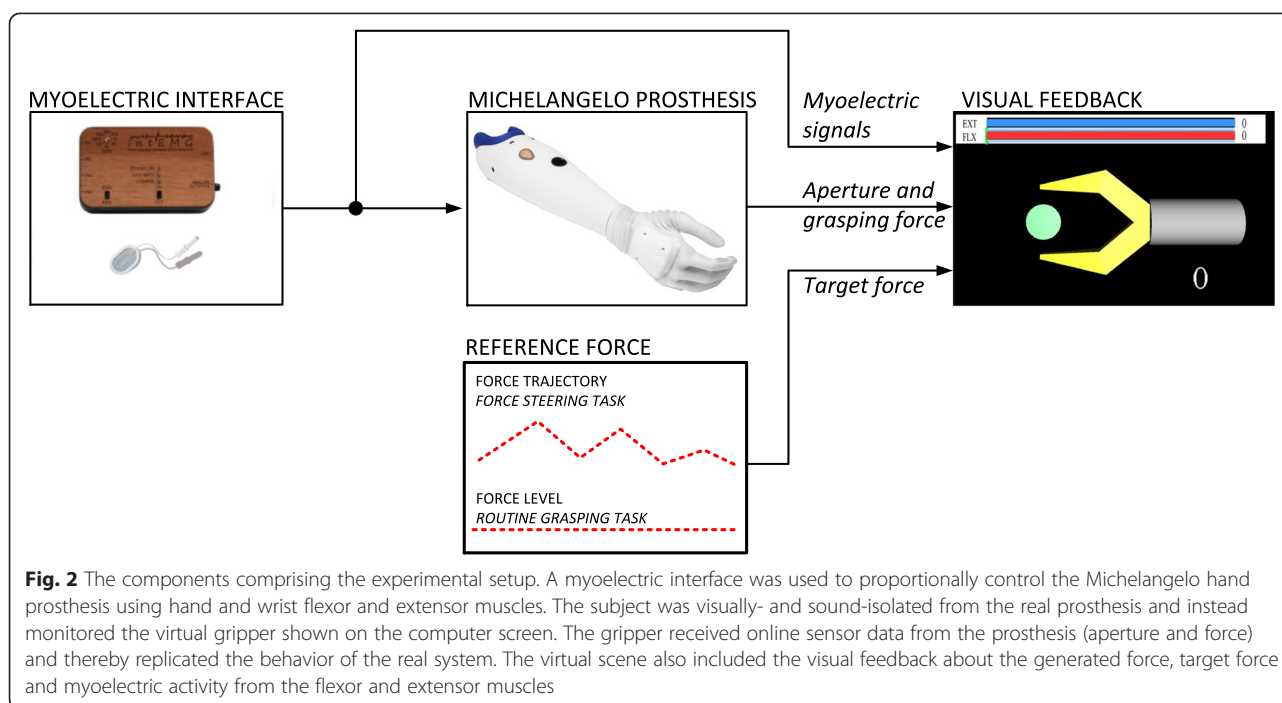 MYOELECTRIC INTERFACE
IntEMG
MICHELANGELO PROSTHESIS
Myoelectric
signals
Aperture and
grasping force
Target force
VISUAL FEEDBACK
EXT 0
FLX 0
0
REFERENCE FORCE
FORCE TRAJECTORY
FORCE STEERING TASK
FORCE LEVEL
ROUTINE GRASPING TASK
Fig. 2 The components comprising the experimental setup. A myoelectric interface was used to proportionally control the Michelangelo hand
prosthesis using hand and wrist flexor and extensor muscles. The subject was visually- and sound-isolated from the real prosthesis and instead
monitored the virtual gripper shown on the computer screen. The gripper received online sensor data from the prosthesis (aperture and force)
and thereby replicated the behavior of the real system. The virtual scene also included the visual feedback about the generated force, target force
and myoelectric activity from the flexor and extensor muscles